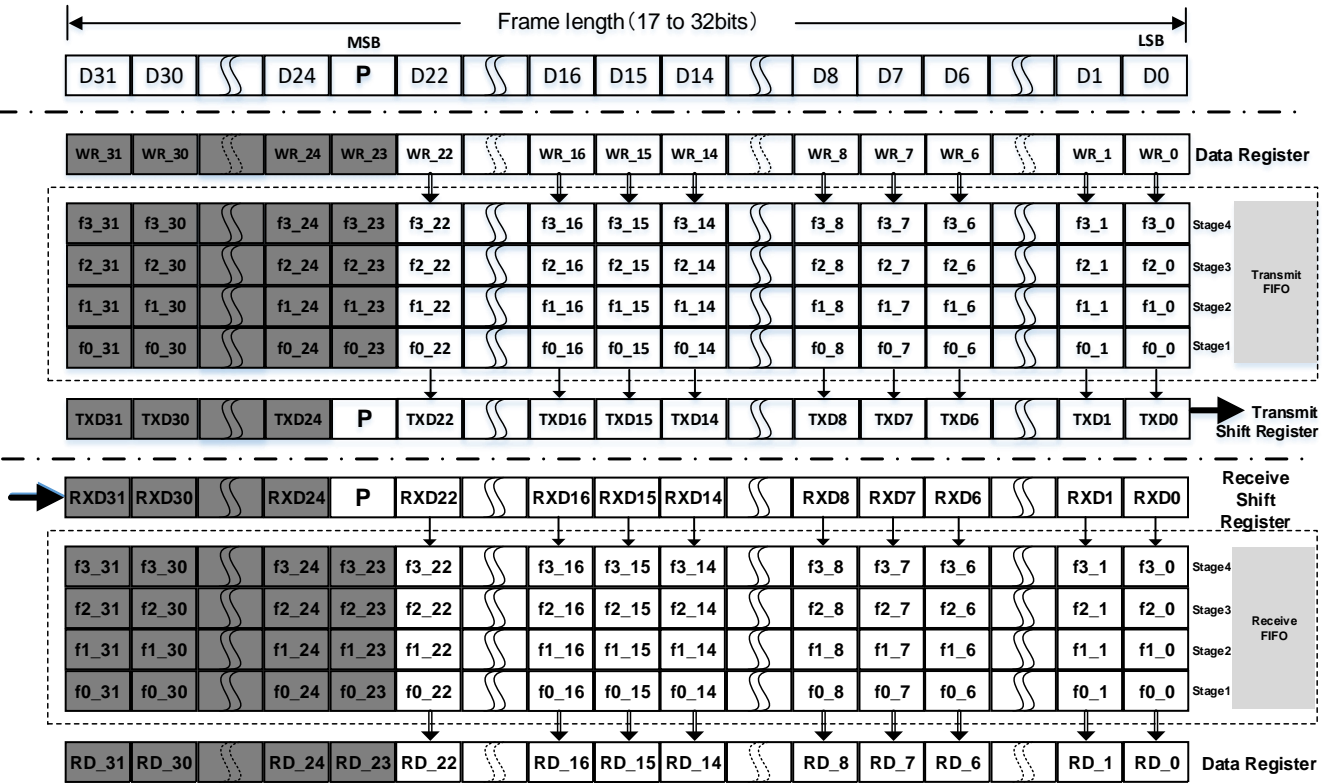 Frame length（17 to 32bits）
MSB LSB
D31 D30 D24 P D22 D16 D15 D14 D8 D7 D6 D1 D0
WR_31 WR_30 WR_24 WR_23 WR_22 WR_16 WR_15 WR_14 WR_8 WR_7 WR_6 WR_1 WR_0 Data Register
f3_31 f3_30 f3_24 f3_23 f3_22 f3_16 f3_15 f3_14 f3_8 f3_7 f3_6 f3_1 f3_0 Stage4
f2_31 f2_30 f2_24 f2_23 f2_22 f2_16 f2_15 f2_14 f2_8 f2_7 f2_6 f2_1 f2_0 Stage3
Transmit
FIFO
f1_31 f1_30 f1_24 f1_23 f1_22 f1_16 f1_15 f1_14 f1_8 f1_7 f1_6 f1_1 f1_0 Stage2
f0_31 f0_30 f0_24 f0_23 f0_22 f0_16 f0_15 f0_14 f0_8 f0_7 f0_6 f0_1 f0_0 Stage1
TXD31 TXD30 TXD24 P TXD22 TXD16 TXD15 TXD14 TXD8 TXD7 TXD6 TXD1 TXD0 Transmit
Shift Register
RXD31 RXD30 RXD24 P RXD22 RXD16 RXD15 RXD14 RXD8 RXD7 RXD6 RXD1 RXD0
Receive
Shift
Register
f3_31 f3_30 f3_24 f3_23 f3_22 f3_16 f3_15 f3_14 f3_8 f3_7 f3_6 f3_1 f3_0 Stage4
f2_31 f2_30 f2_24 f2_23 f2_22 f2_16 f2_15 f2_14 f2_8 f2_7 f2_6 f2_1 f2_0 Stage3
Receive
FIFO
f1_31 f1_30 f1_24 f1_23 f1_22 f1_16 f1_15 f1_14 f1_8 f1_7 f1_6 f1_1 f1_0 Stage2
f0_31 f0_30 f0_24 f0_23 f0_22 f0_16 f0_15 f0_14 f0_8 f0_7 f0_6 f0_1 f0_0 Stage1
RD_31 RD_30 RD_24 RD_23 RD_22 RD_16 RD_15 RD_14 RD_8 RD_7 RD_6 RD_1 RD_0 Data Register